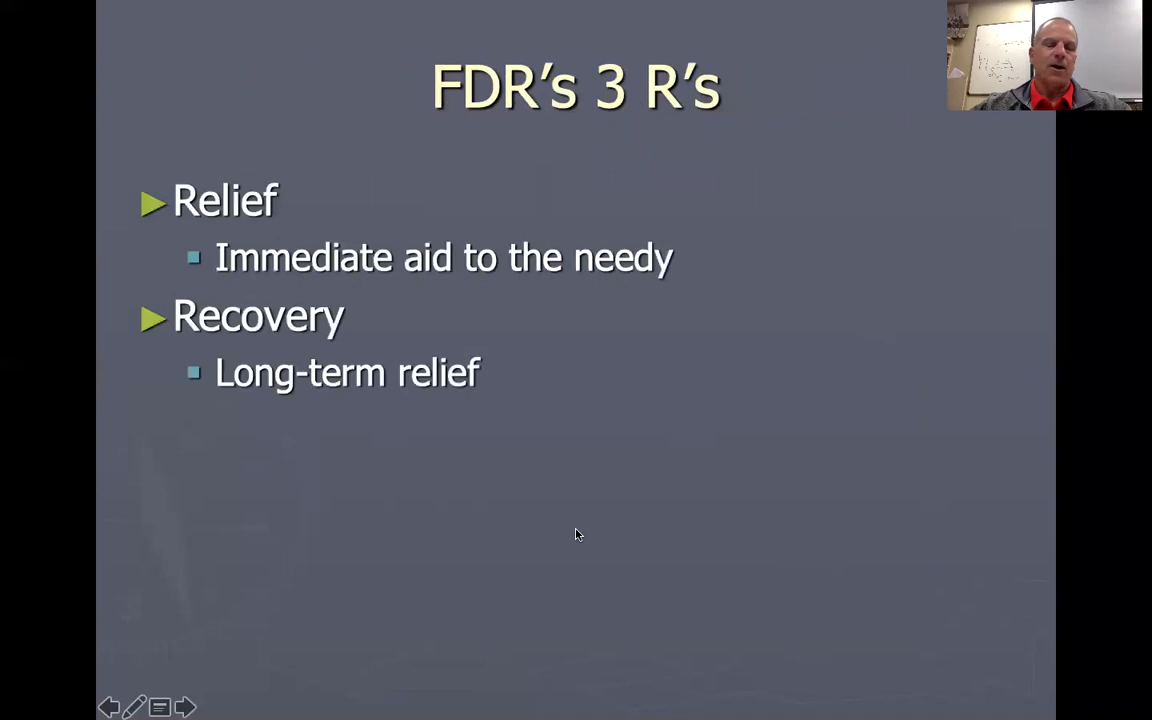 FDR's 3 R's
Relief
Immediate aid to the needy
Recovery
Long-term relief